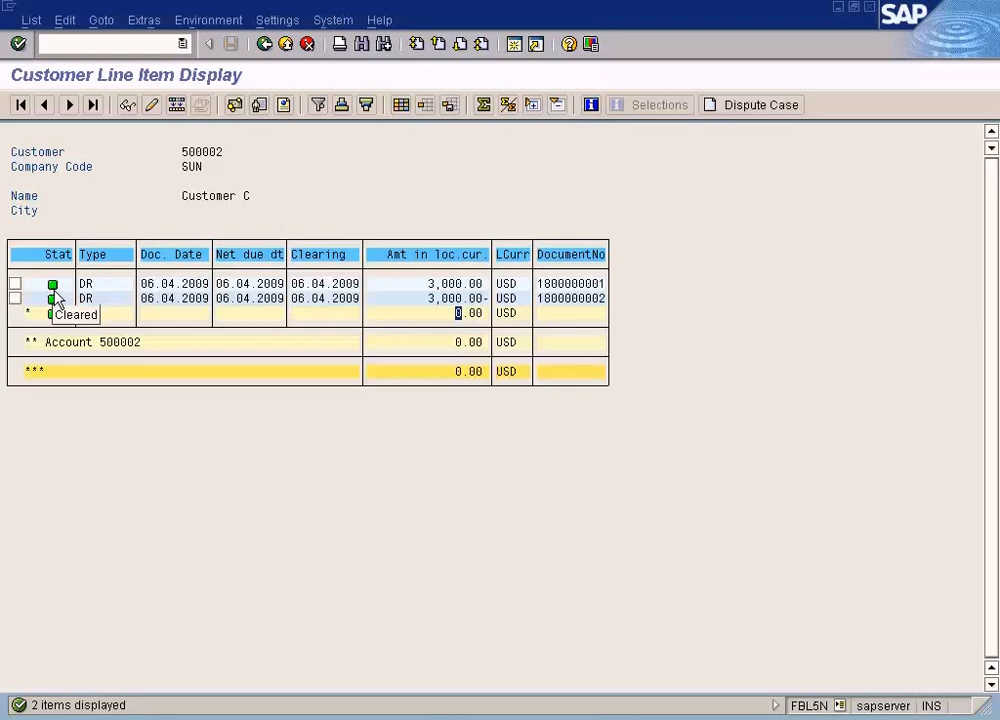 List Edit Goto Extras Environment Settings System Help
SAP
Customer Line Item Display
Selections Dispute Case
Customer 500002
Company Code SUN
Name Customer C
City
Stat Type Doc. Date Net due dt Clearing Amt in loc.cur. LCurr DocumentNo
DR 06.04.2009 06.04.2009 06.04.2009 3,000.00 USD 1800000001
DR 06.04.2009 06.04.2009 06.04.2009 3,000.00- USD 1800000002
* 0.00 USD
Cleared
** Account 500002 0.00 USD
*** 0.00 USD
2 items displayed FBL5N sapserver INS